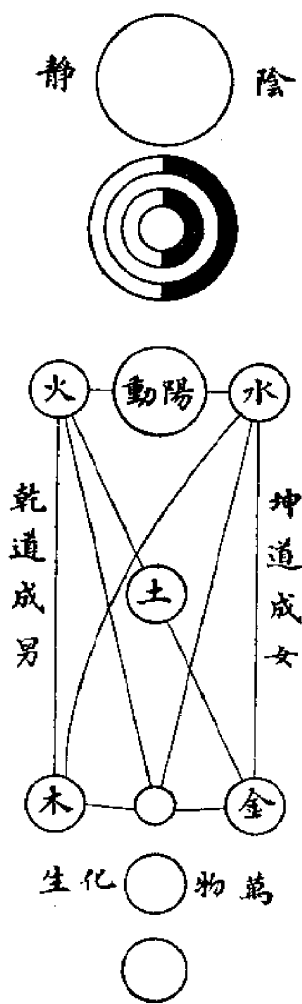 陰靜
水
陽動
火
坤道成女
乾道成男
土
金
木
萬物化生